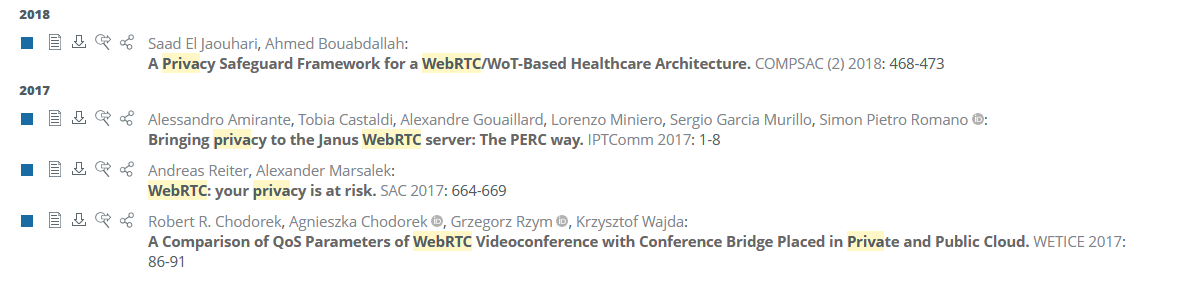 2018
Saad El Jaouhari, Ahmed Bouabdallah:
A Privacy Safeguard Framework for a WebRTC/WoT-Based Healthcare Architecture. COMPSAC (2) 2018: 468-473
2017
Alessandro Amirante, Tobia Castaldi, Alexandre Gouaillard, Lorenzo Miniero, Sergio Garcia Murillo, Simon Pietro Romano iD:
Bringing privacy to the Janus WebRTC server: The PERC way. IPTComm 2017: 1-8
Andreas Reiter, Alexander Marsalek:
WebRTC: your privacy is at risk. SAC 2017: 664-669
Robert R. Chodorek, Agnieszka Chodorek iD, Grzegorz Rzym iD, Krzysztof Wajda:
A Comparison of QoS Parameters of WebRTC Videoconference with Conference Bridge Placed in Private and Public Cloud. WETICE 2017:
86-91